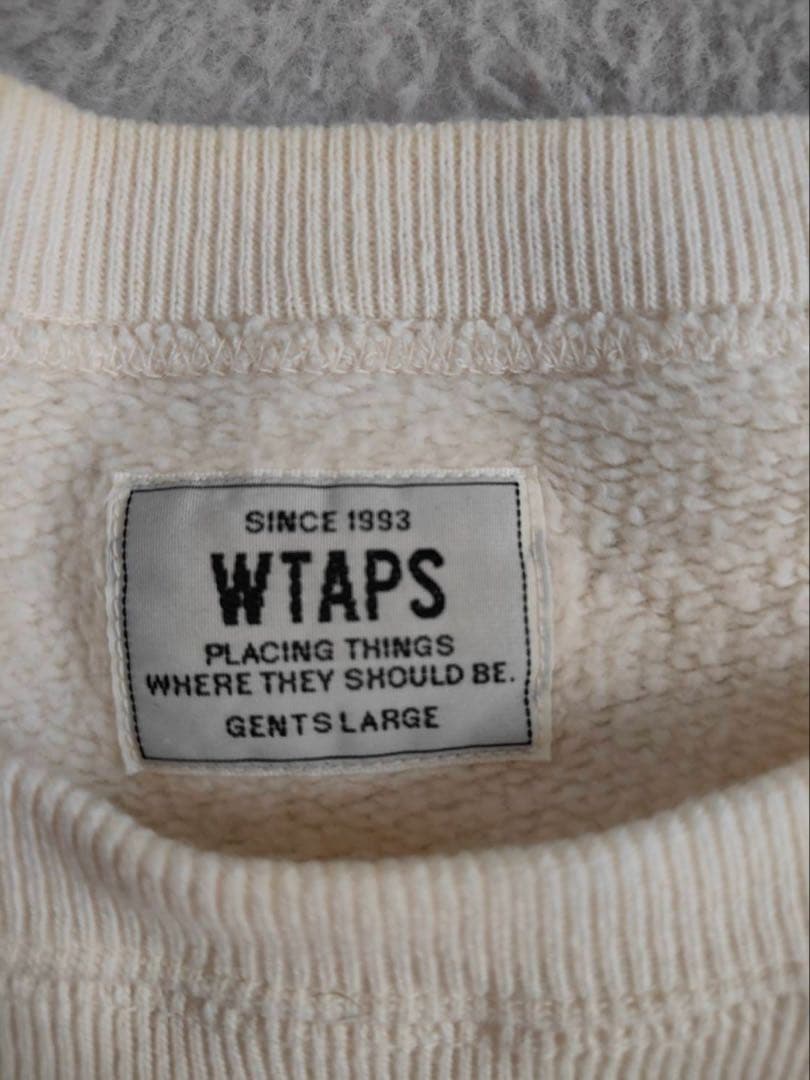 SINCE 1993
WTAPS
PLACING THINGS
WHERE THEY SHOULD BE.
GENTS LARGE